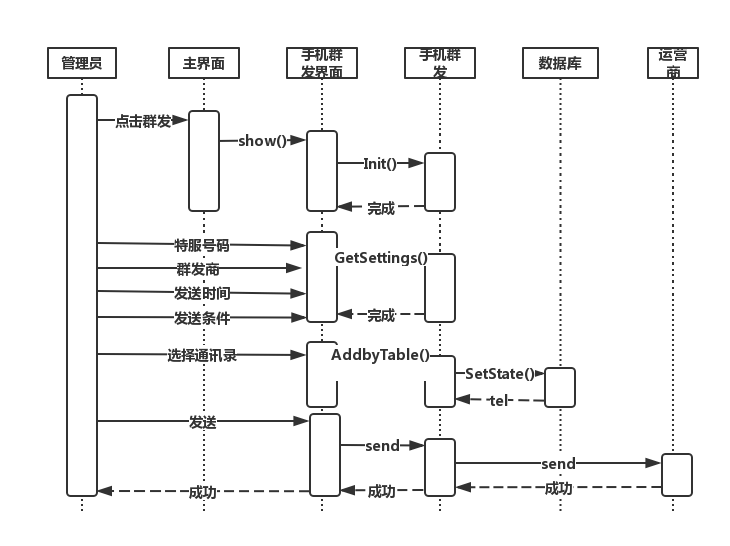 管理员
主界面
手机群
发界面
手机群
发
数据库
运营
商
点击群发
show()
Init()
完成
特服号码
GetSettings()
群发商
发送时间
完成
发送条件
选择通讯录
AddbyTable()
SetState()
tel
发送
send
send
成功
成功
成功